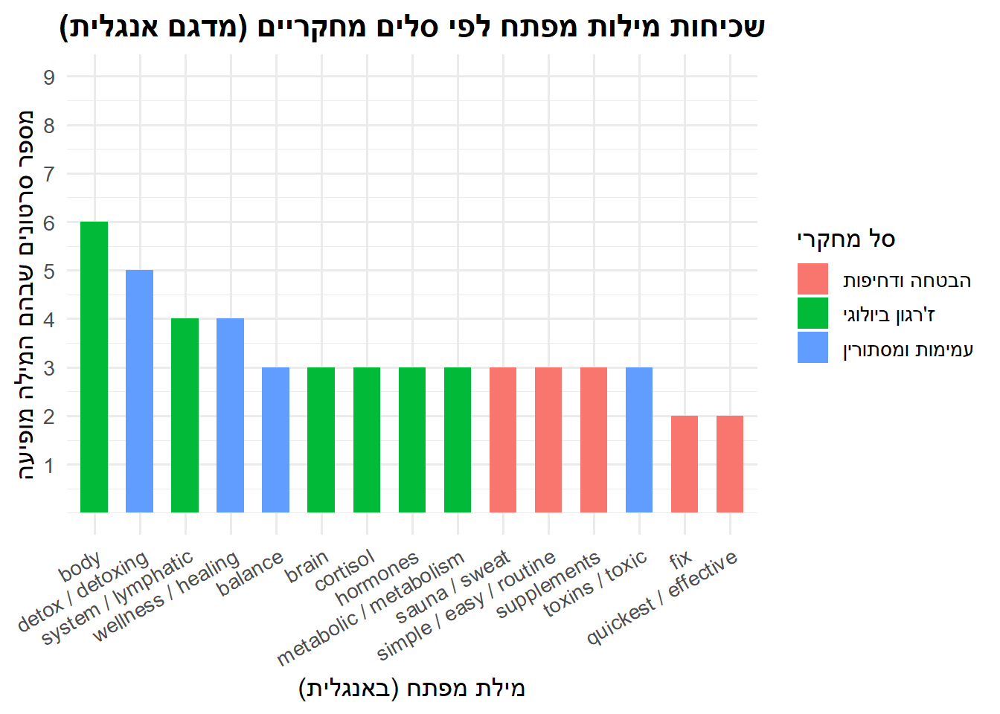 שכיחות מילות מפתח לפי סלים מחקריים (מדגם אנגלית)
מספר סרטונים שבהם המילה מופיעה
9
8
7
6
5
4
3
2
1
body
detox / detoxing
system / lymphatic
wellness / healing
balance
brain
cortisol
hormones
metabolic / metabolism
sauna / sweat
simple / easy / routine
supplements
toxins / toxic
fix
quickest / effective
מילת מפתח (באנגלית)
סל מחקרי
הבטחה ודחיפות
ז'רגון ביולוגי
עמימות ומסתורין